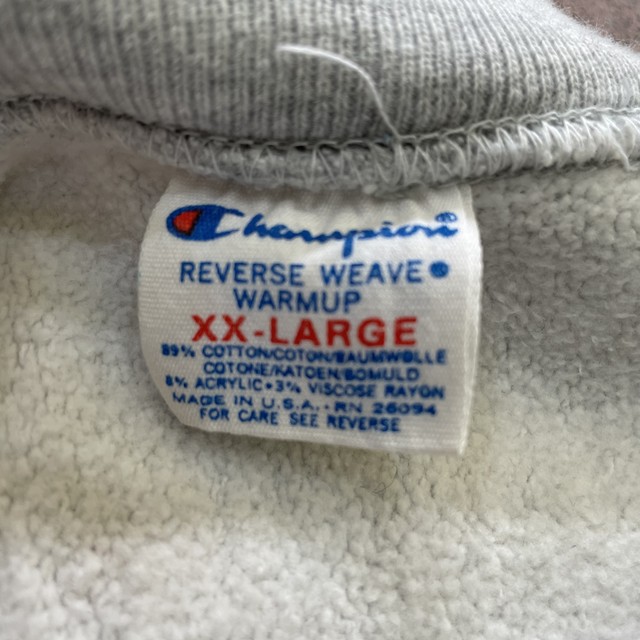 Champion®
REVERSE WEAVE®
WARMUP
XX-LARGE
89% COTTON/COTON/BAUMWOLLE
COTONE/KATOEN/BOMULD
8% ACRYLIC•3% VISCOSE RAYON
MADE IN U.S.A.•RN 26094
FOR CARE SEE REVERSE